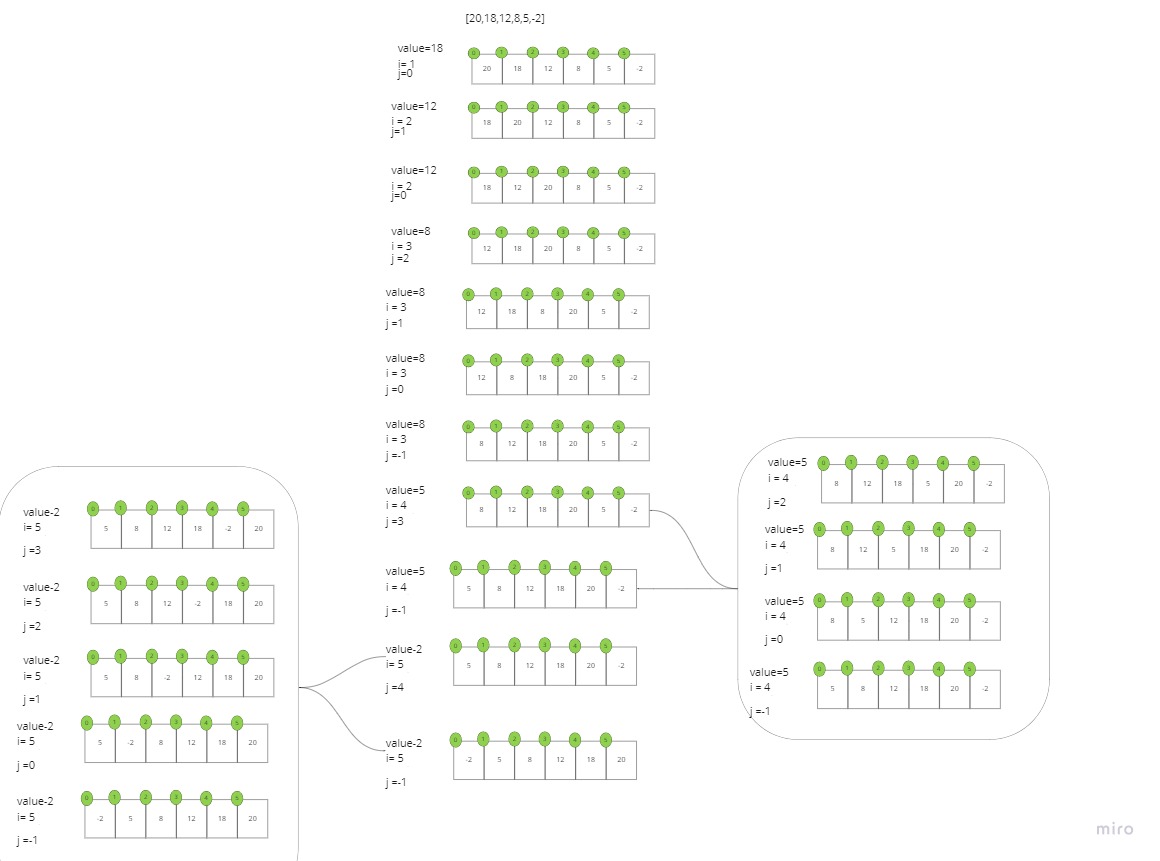 [20,18,12,8,5,-2]
value=18
i= 1
j=0
0 1 2 3 4 5
20 18 12 8 5 -2
value=12
i = 2
j=1
0 1 2 3 4 5
18 20 12 8 5 -2
value=12
i = 2
j=0
0 1 2 3 4 5
18 12 20 8 5 -2
value=8
i = 3
j =2
0 1 2 3 4 5
12 18 20 8 5 -2
value=8
i = 3
j =1
0 1 2 3 4 5
12 18 8 20 5 -2
value=8
i = 3
j =0
0 1 2 3 4 5
12 8 18 20 5 -2
value=8
i = 3
j =-1
0 1 2 3 4 5
8 12 18 20 5 -2
value=5
i = 4
j =3
0 1 2 3 4 5
8 12 18 20 5 -2
value=5
i = 4
j =-1
0 1 2 3 4 5
5 8 12 18 20 -2
value-2
i= 5
j =4
0 1 2 3 4 5
5 8 12 18 20 -2
value-2
i= 5
j =-1
0 1 2 3 4 5
-2 5 8 12 18 20
value=5
i = 4
j =2
0 1 2 3 4 5
8 12 18 5 20 -2
value=5
i = 4
j =1
0 1 2 3 4 5
8 12 5 18 20 -2
value=5
i = 4
j =0
0 1 2 3 4 5
8 5 12 18 20 -2
value=5
i = 4
j =-1
0 1 2 3 4 5
5 8 12 18 20 -2
value-2
i= 5
j =3
0 1 2 3 4 5
5 8 12 18 -2 20
value-2
i= 5
j =2
0 1 2 3 4 5
5 8 12 -2 18 20
value-2
i= 5
j =1
0 1 2 3 4 5
5 8 -2 12 18 20
value-2
i= 5
j =0
0 1 2 3 4 5
5 -2 8 12 18 20
value-2
i= 5
j =-1
0 1 2 3 4 5
-2 5 8 12 18 20
miro